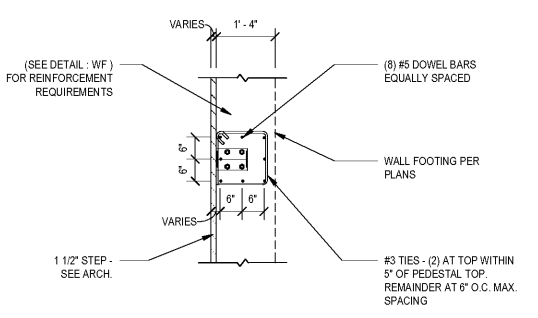 VARIES
1' - 4"
(SEE DETAIL : WF )
FOR REINFORCEMENT
REQUIREMENTS
(8) #5 DOWEL BARS
EQUALLY SPACED
6"
6"
WALL FOOTING PER
PLANS
6"
6"
VARIES
1 1/2" STEP -
SEE ARCH.
#3 TIES - (2) AT TOP WITHIN
5" OF PEDESTAL TOP.
REMAINDER AT 6" O.C. MAX.
SPACING